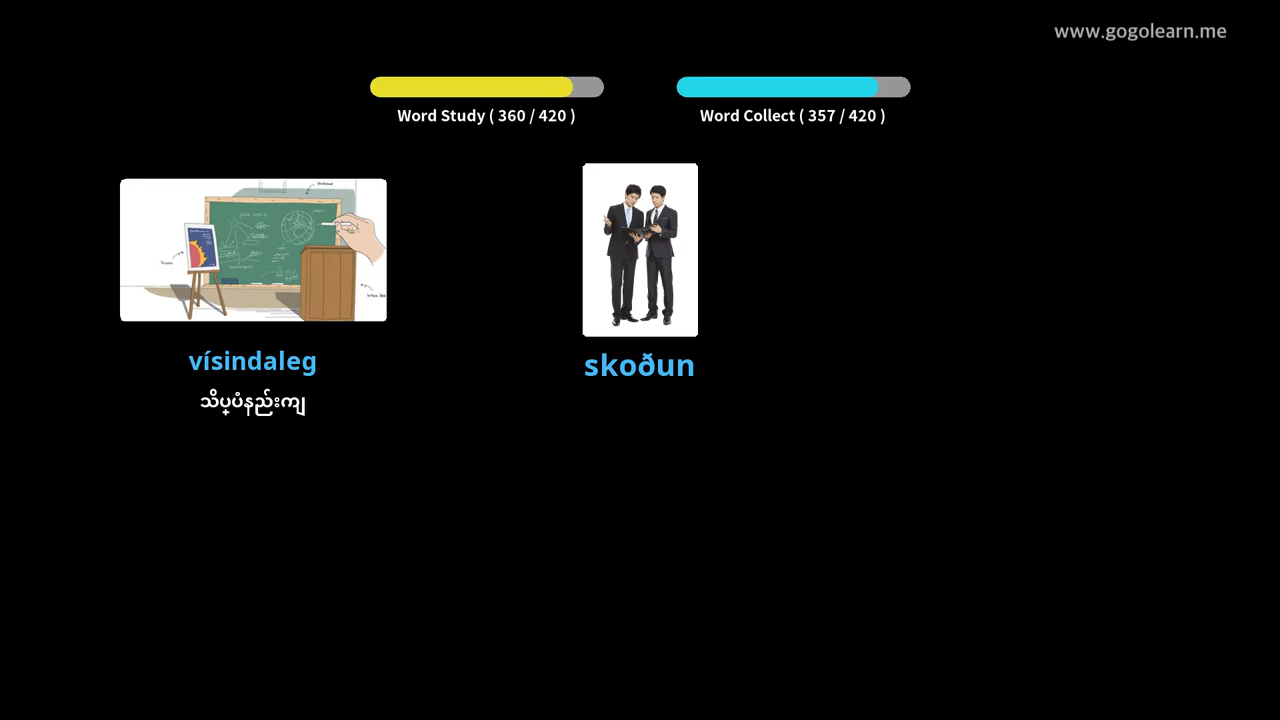 www.gogolearn.me
Word Study ( 360 / 420 )
Word Collect ( 357 / 420 )
vísindaleg
သိပ္ပံနည်းကျ
skoðun